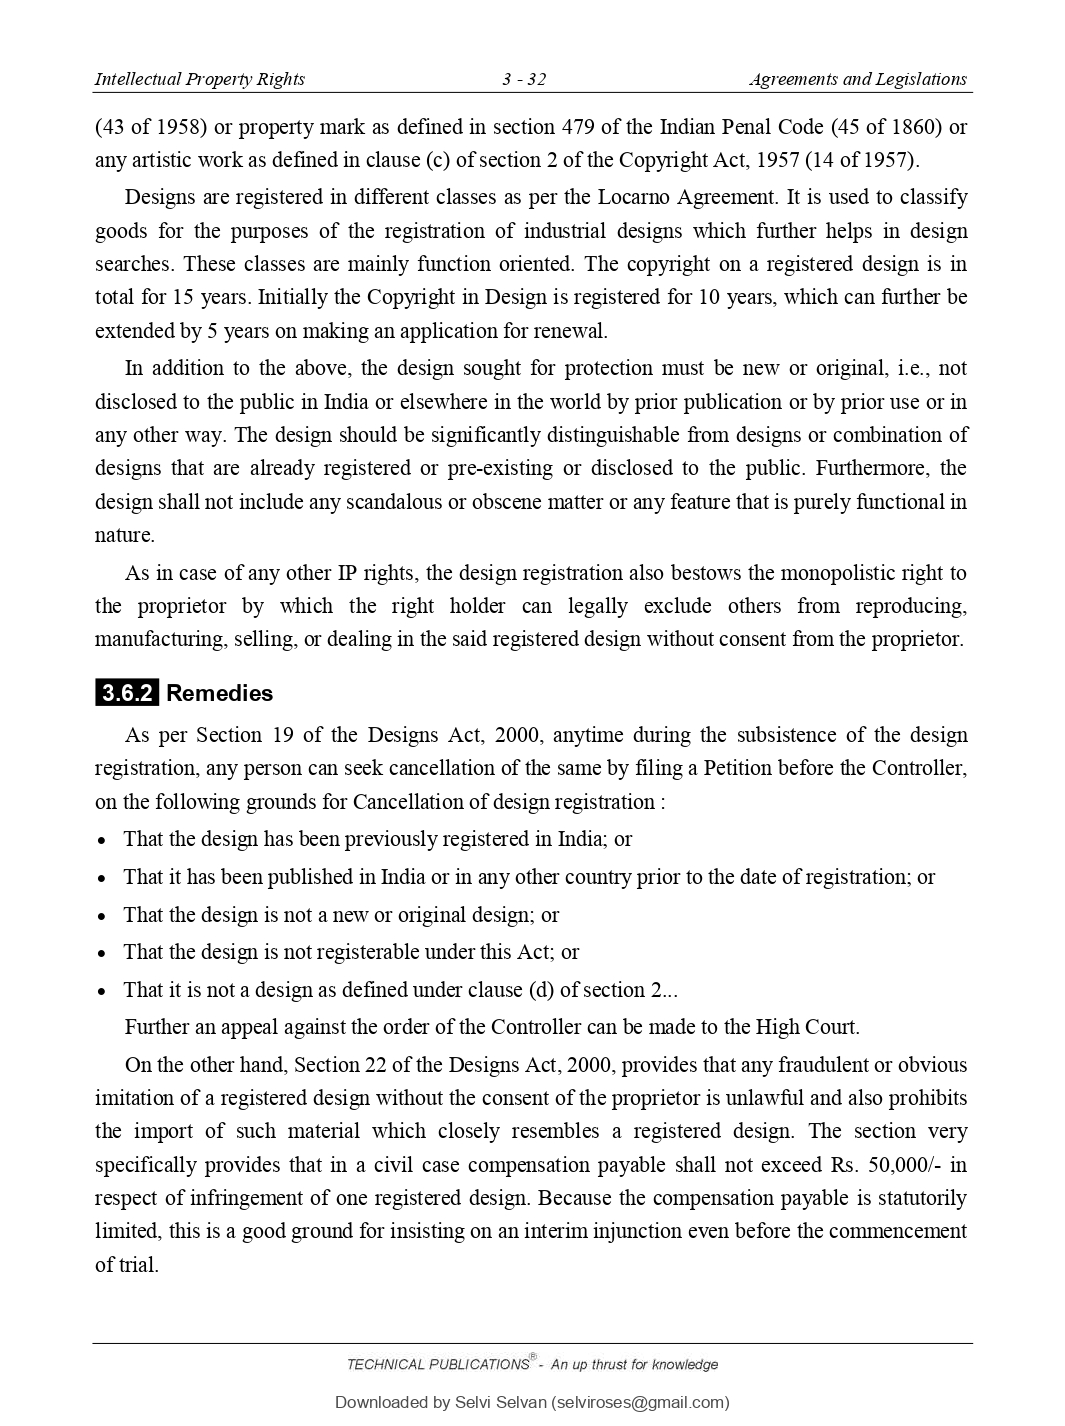 Intellectual Property Rights 3 - 32 Agreements and Legislations
(43 of 1958) or property mark as defined in section 479 of the Indian Penal Code (45 of 1860) or
any artistic work as defined in clause (c) of section 2 of the Copyright Act, 1957 (14 of 1957).
Designs are registered in different classes as per the Locarno Agreement. It is used to classify
goods for the purposes of the registration of industrial designs which further helps in design
searches. These classes are mainly function oriented. The copyright on a registered design is in
total for 15 years. Initially the Copyright in Design is registered for 10 years, which can further be
extended by 5 years on making an application for renewal.
In addition to the above, the design sought for protection must be new or original, i.e., not
disclosed to the public in India or elsewhere in the world by prior publication or by prior use or in
any other way. The design should be significantly distinguishable from designs or combination of
designs that are already registered or pre-existing or disclosed to the public. Furthermore, the
design shall not include any scandalous or obscene matter or any feature that is purely functional in
nature.
As in case of any other IP rights, the design registration also bestows the monopolistic right to
the proprietor by which the right holder can legally exclude others from reproducing,
manufacturing, selling, or dealing in the said registered design without consent from the proprietor.
3.6.2 Remedies
As per Section 19 of the Designs Act, 2000, anytime during the subsistence of the design
registration, any person can seek cancellation of the same by filing a Petition before the Controller,
on the following grounds for Cancellation of design registration :
• That the design has been previously registered in India; or
• That it has been published in India or in any other country prior to the date of registration; or
• That the design is not a new or original design; or
• That the design is not registerable under this Act; or
• That it is not a design as defined under clause (d) of section 2...
Further an appeal against the order of the Controller can be made to the High Court.
On the other hand, Section 22 of the Designs Act, 2000, provides that any fraudulent or obvious
imitation of a registered design without the consent of the proprietor is unlawful and also prohibits
the import of such material which closely resembles a registered design. The section very
specifically provides that in a civil case compensation payable shall not exceed Rs. 50,000/- in
respect of infringement of one registered design. Because the compensation payable is statutorily
limited, this is a good ground for insisting on an interim injunction even before the commencement
of trial.
TECHNICAL PUBLICATIONS® - An up thrust for knowledge
Downloaded by Selvi Selvan (selviroses@gmail.com)